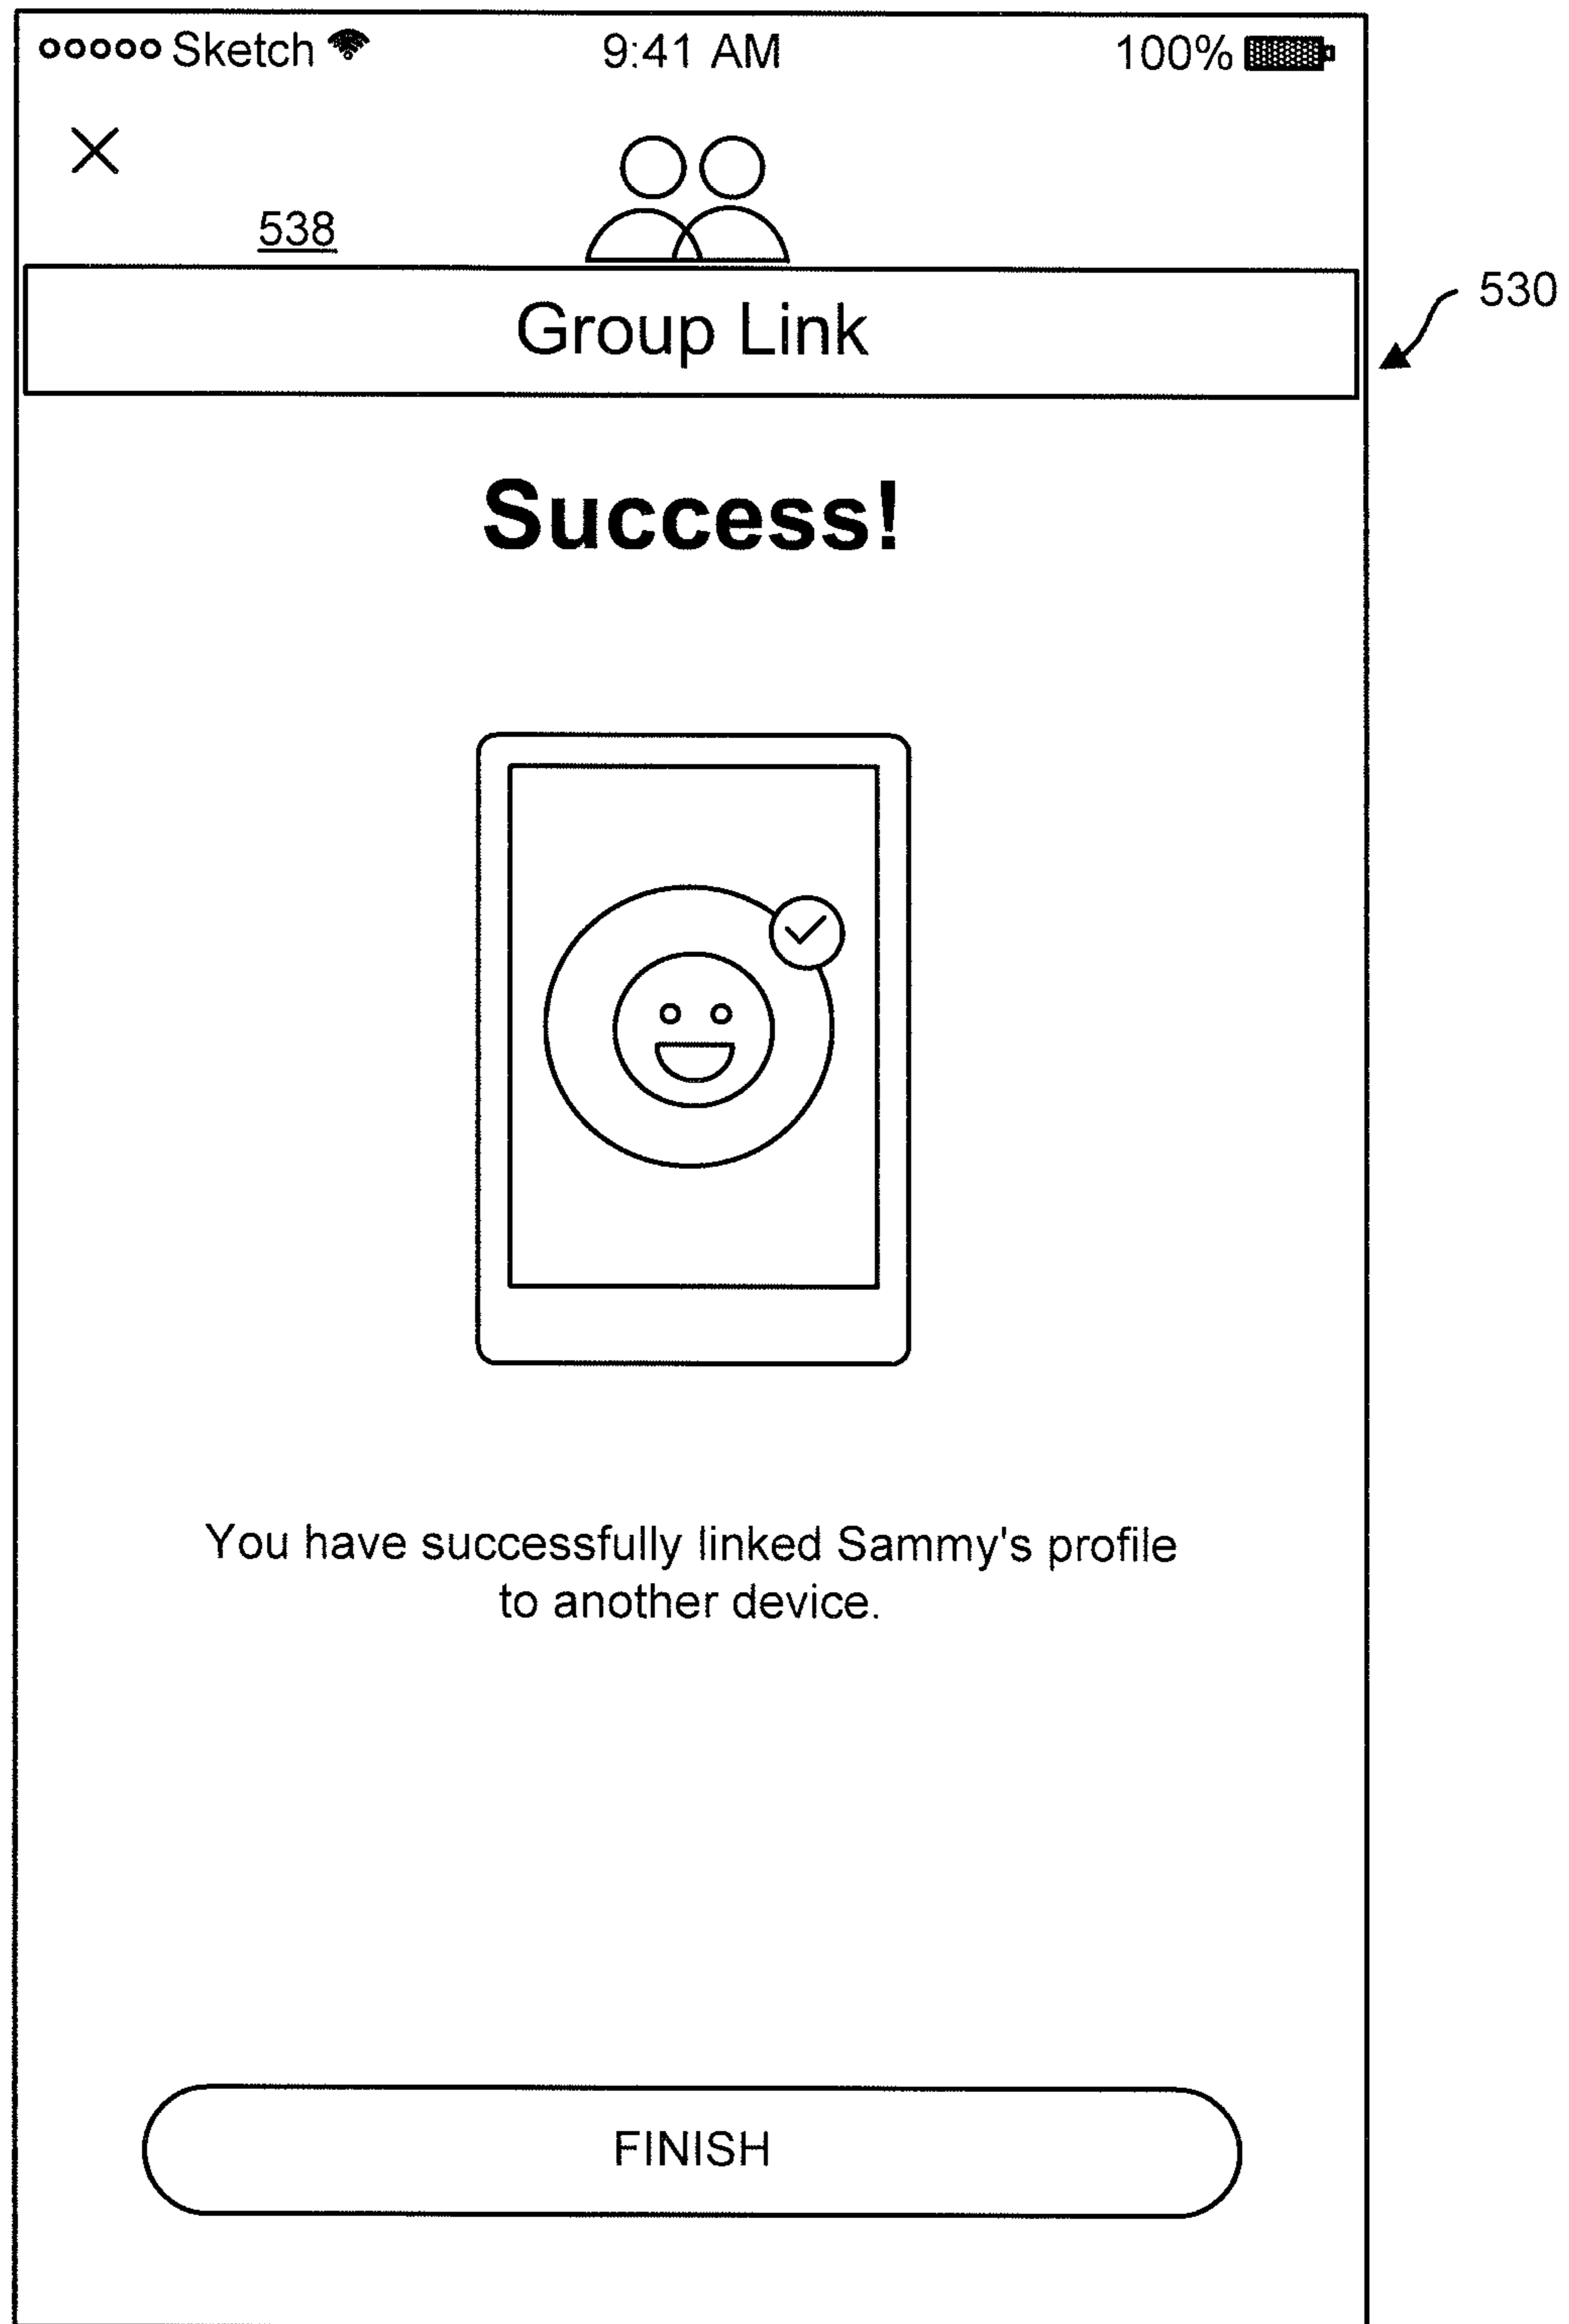 Sketch 9:41 AM 100%
538
Group Link
530
Success!
You have successfully linked Sammy's profile
to another device.
FINISH